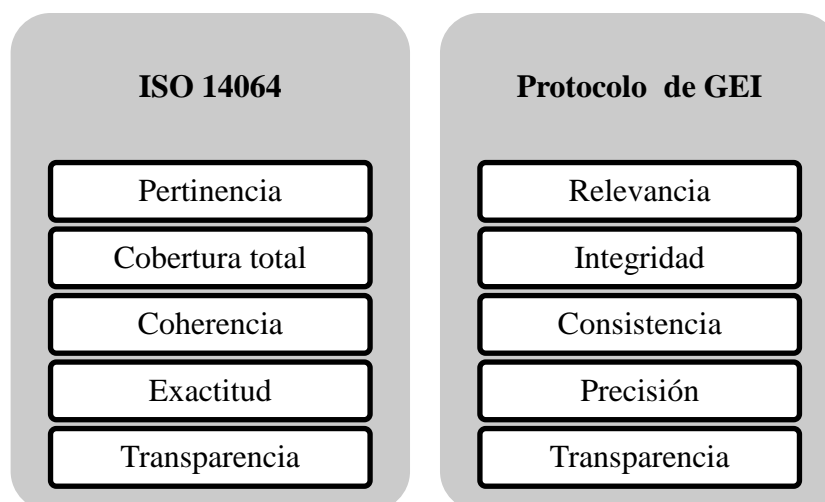 ISO 14064
Pertinencia
Cobertura total
Coherencia
Exactitud
Transparencia
Protocolo de GEI
Relevancia
Integridad
Consistencia
Precisión
Transparencia